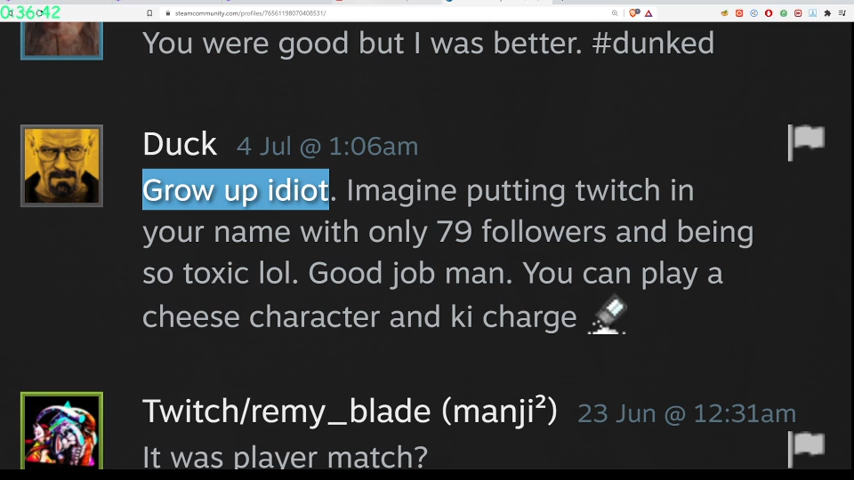 0:36:42
steamcommunity.com/profiles/76561198070408531/
You were good but I was better. #dunked
Duck 4 Jul @ 1:06am
Grow up idiot. Imagine putting twitch in
your name with only 79 followers and being
so toxic lol. Good job man. You can play a
cheese character and ki charge
Twitch/remy_blade (manji²) 23 Jun @ 12:31am
It was player match?